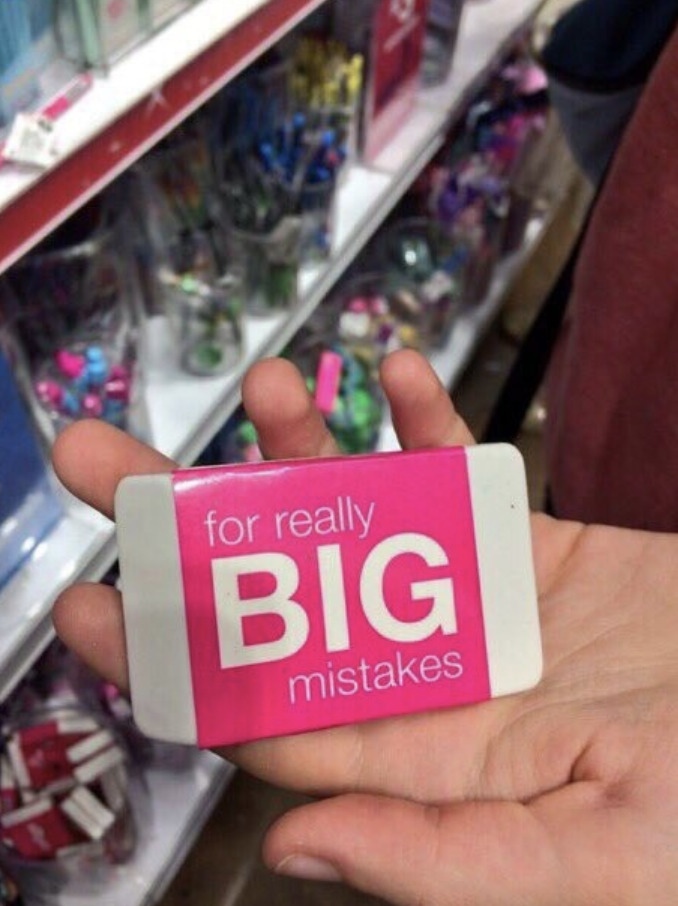 for really
BIG
mistakes